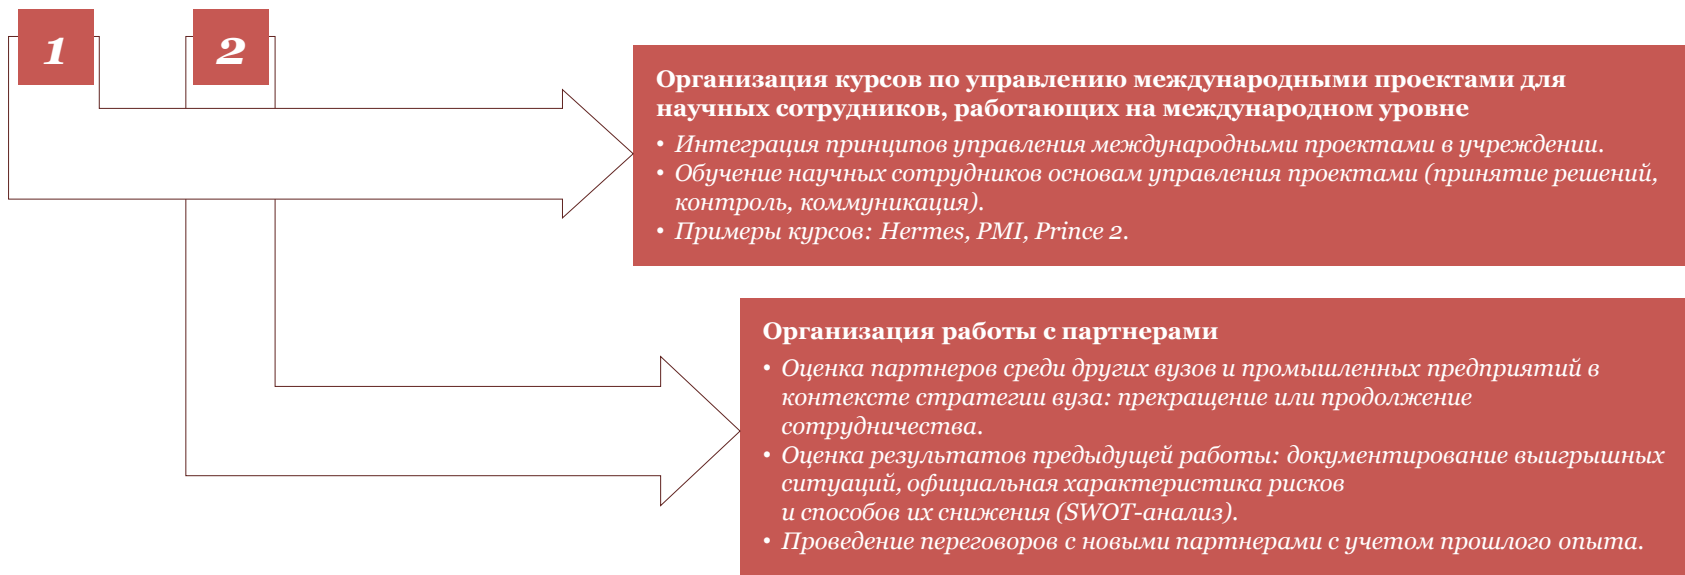 1
2
Организация курсов по управлению международными проектами для
научных сотрудников, работающих на международном уровне
• Интеграция принципов управления международными проектами в учреждении.
• Обучение научных сотрудников основам управления проектами (принятие решений,
контроль, коммуникация).
• Примеры курсов: Hermes, PMI, Prince 2.
Организация работы с партнерами
• Оценка партнеров среди других вузов и промышленных предприятий в
контексте стратегии вуза: прекращение или продолжение
сотрудничества.
• Оценка результатов предыдущей работы: документирование выигрышных
ситуаций, официальная характеристика рисков
и способов их снижения (SWOT-анализ).
• Проведение переговоров с новыми партнерами с учетом прошлого опыта.